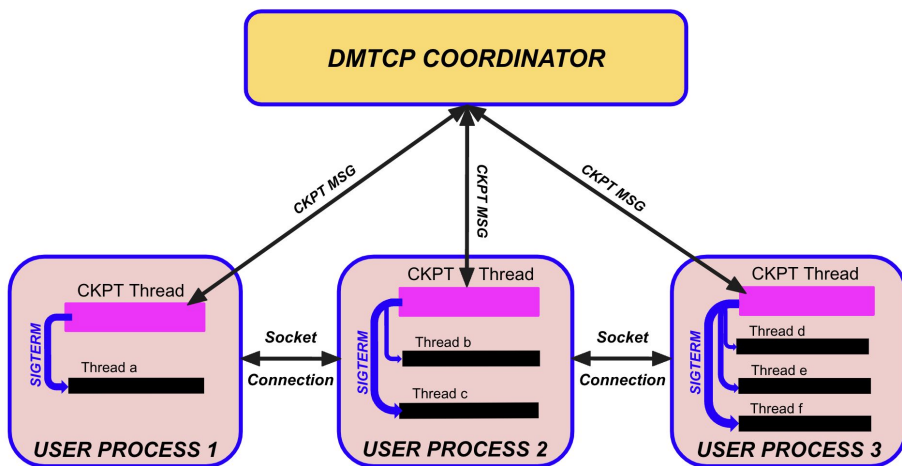 DMTCP COORDINATOR
CKPT MSG
CKPT MSG
CKPT MSG
CKPT Thread
SIGTERM
Thread a
USER PROCESS 1
Socket
Connection
CKPT Thread
SIGTERM
Thread b
Thread c
USER PROCESS 2
Socket
Connection
CKPT Thread
SIGTERM
Thread d
Thread e
Thread f
USER PROCESS 3